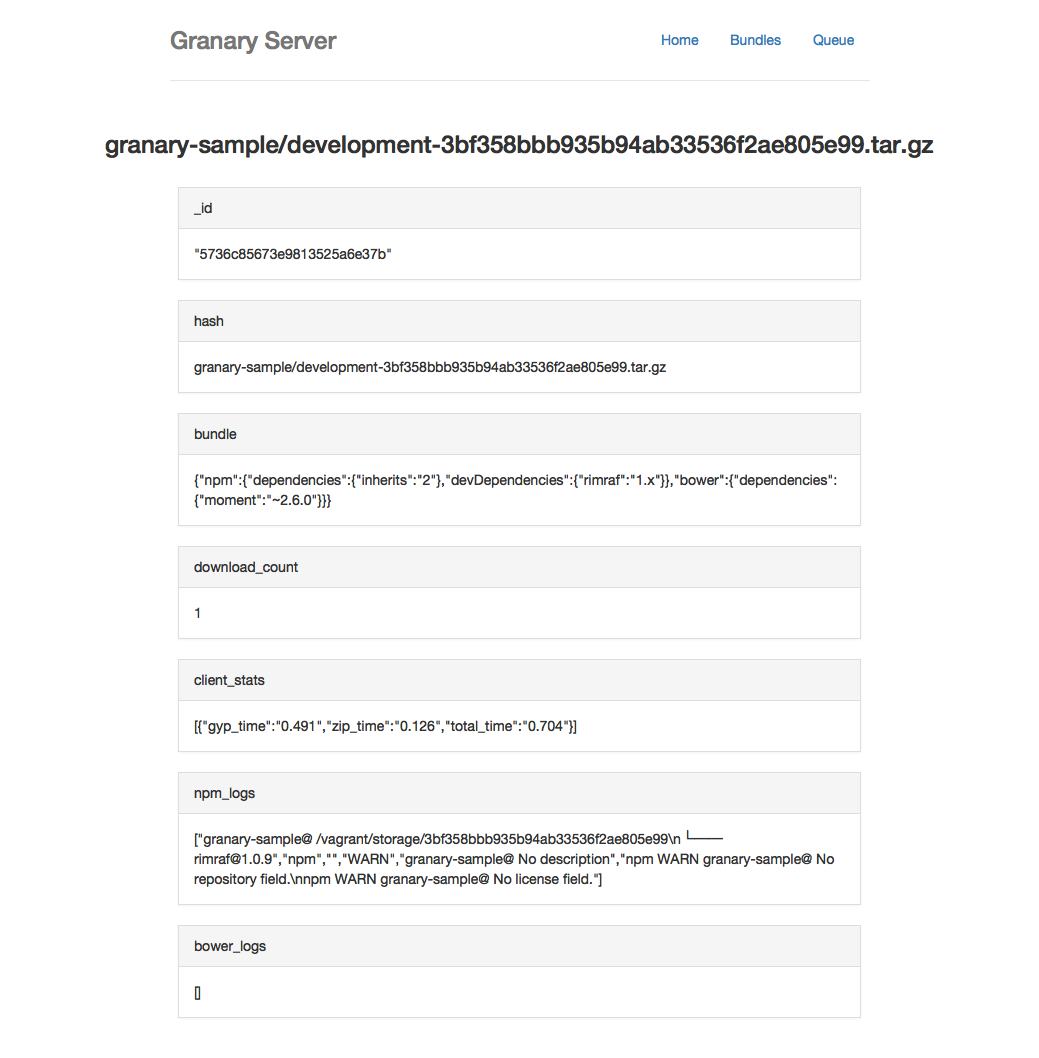 Granary Server
Home Bundles Queue
granary-sample/development-3bf358bbb935b94ab33536f2ae805e99.tar.gz
_id
"5736c85673e9813525a6e37b"
hash
granary-sample/development-3bf358bbb935b94ab33536f2ae805e99.tar.gz
bundle
{"npm":{"dependencies":{"inherits":"2"},"devDependencies":{"rimraf":"1.x"}},"bower":{"dependencies":
{"moment":"~2.6.0"}}}
download_count
1
client_stats
[{"gyp_time":"0.491","zip_time":"0.126","total_time":"0.704"}]
npm_logs
["granary-sample@ /vagrant/storage/3bf358bbb935b94ab33536f2ae805e99\n └──
rimraf@1.0.9","npm","","WARN","granary-sample@ No description","npm WARN granary-sample@ No
repository field.\nnpm WARN granary-sample@ No license field."]
bower_logs
[]